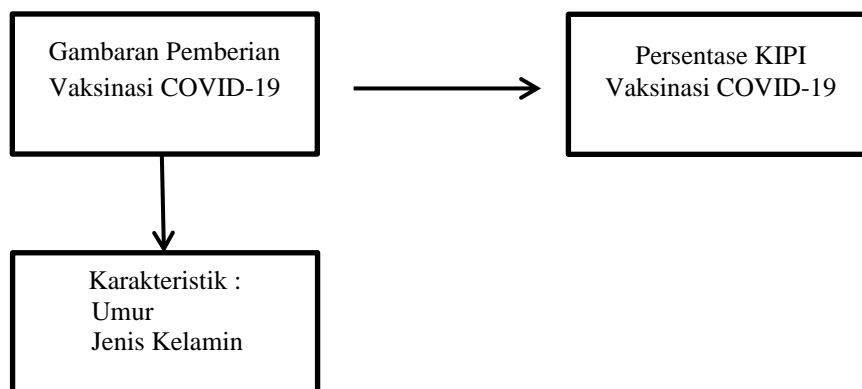 Gambaran Pemberian
Vaksinasi COVID-19
Persentase KIPI
Vaksinasi COVID-19
Karakteristik :
Umur
Jenis Kelamin